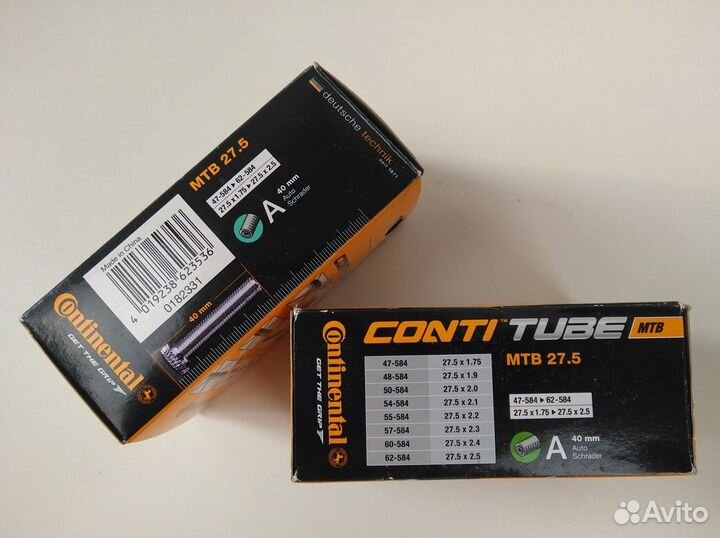 deutsche technik
seit 1871
MTB 27.5
47-584 ▸ 62-584
27.5 x 1.75 ▸ 27.5 x 2.5
A
40 mm
Auto
Schrader
Made in China
4 019238 623536
0182331
40 mm
Continental
GET THE GRIP
Continental
GET THE GRIP
CONTI™ TUBE MTB
MTB 27.5
47-584 27.5 x 1.75
48-584 27.5 x 1.9
50-584 27.5 x 2.0
54-584 27.5 x 2.1
55-584 27.5 x 2.2
57-584 27.5 x 2.3
60-584 27.5 x 2.4
62-584 27.5 x 2.5
47-584 ▸ 62-584
27.5 x 1.75 ▸ 27.5 x 2.5
A
40 mm
Auto
Schrader
Avito